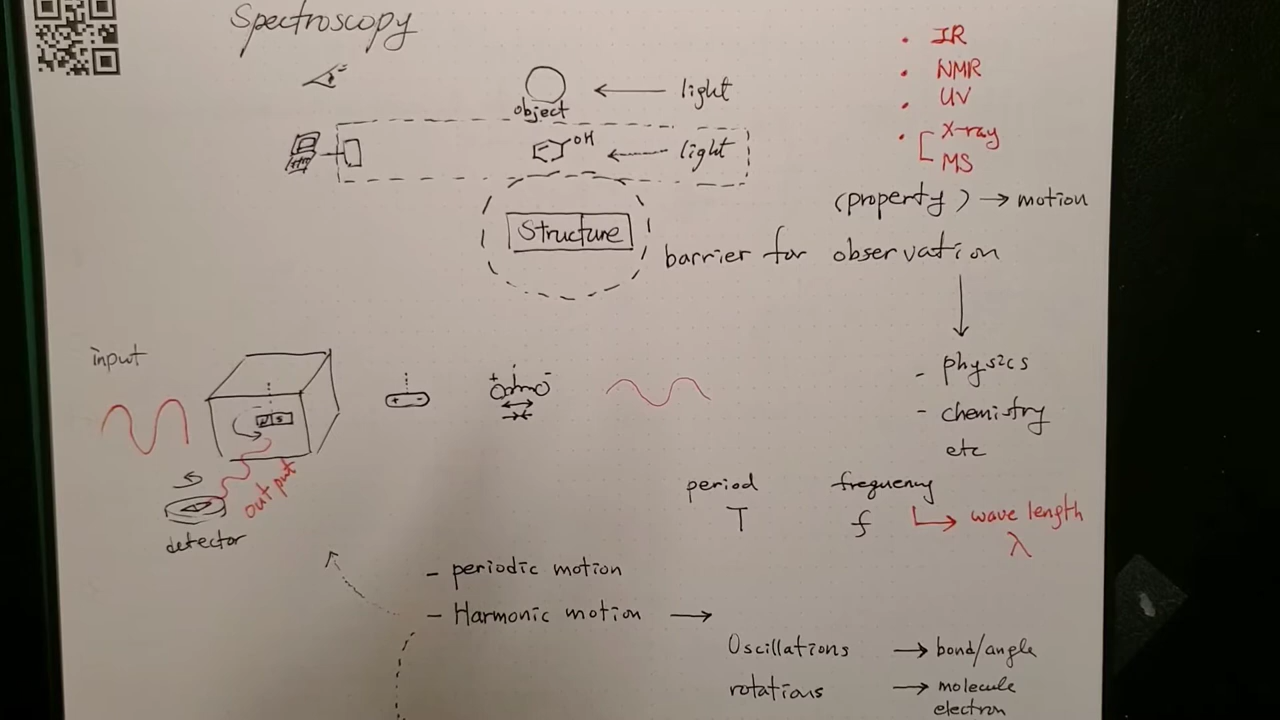 Spectroscopy
• IR
• NMR
• UV
• X-ray
MS
object ← light
OH ← light
(property) → motion
Structure
barrier for observation
- physics
- chemistry
etc
input
+ -
+ -
output
detector
period frequency
T f → wave length
λ
- periodic motion
- Harmonic motion →
Oscillations → bond/angle
rotations → molecule
electron